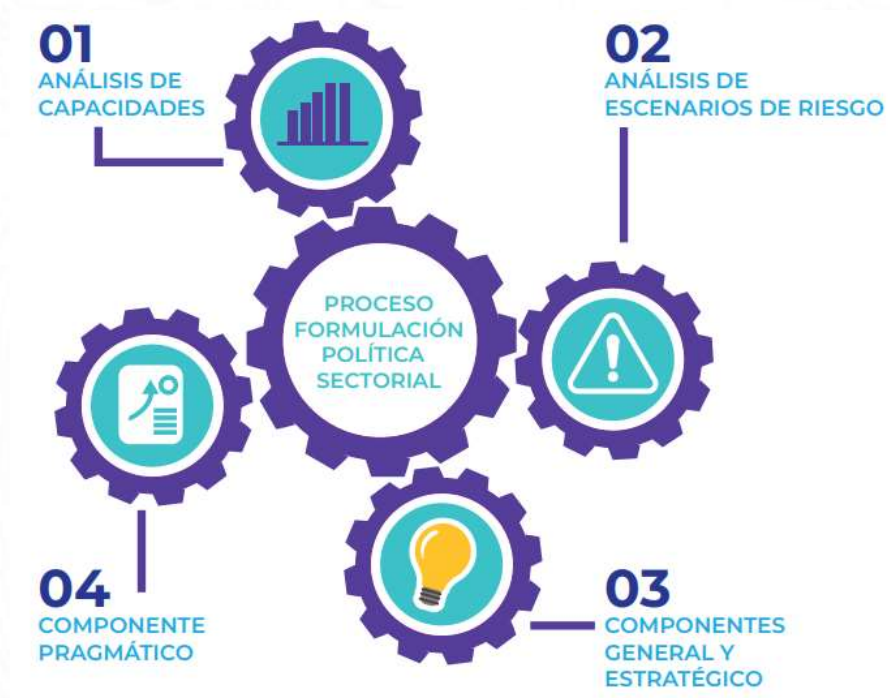 01
ANÁLISIS DE
CAPACIDADES
02
ANÁLISIS DE
ESCENARIOS DE RIESGO
PROCESO
FORMULACIÓN
POLÍTICA
SECTORIAL
04
COMPONENTE
PRAGMÁTICO
03
COMPONENTES
GENERAL Y
ESTRATÉGICO